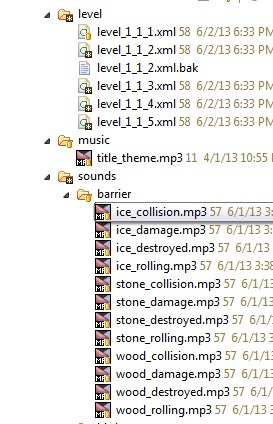 level
level_1_1_1.xml 58 6/2/13 6:33 PM
level_1_1_2.xml 58 6/2/13 6:33 PM
level_1_1_2.xml.bak
level_1_1_3.xml 58 6/2/13 6:33 PM
level_1_1_4.xml 58 6/2/13 6:33 PM
level_1_1_5.xml 58 6/2/13 6:33 PM
music
title_theme.mp3 11 4/1/13 10:55
sounds
barrier
ice_collision.mp3 57 6/1/13 3:
ice_damage.mp3 57 6/1/13 3:
ice_destroyed.mp3 57 6/1/13
ice_rolling.mp3 57 6/1/13 3:38
stone_collision.mp3 57 6/1/1
stone_damage.mp3 57 6/1/1
stone_destroyed.mp3 57 6/1/
stone_rolling.mp3 57 6/1/13
wood_collision.mp3 57 6/1/1
wood_damage.mp3 57 6/1/1
wood_destroyed.mp3 57 6/1/
wood_rolling.mp3 57 6/1/13